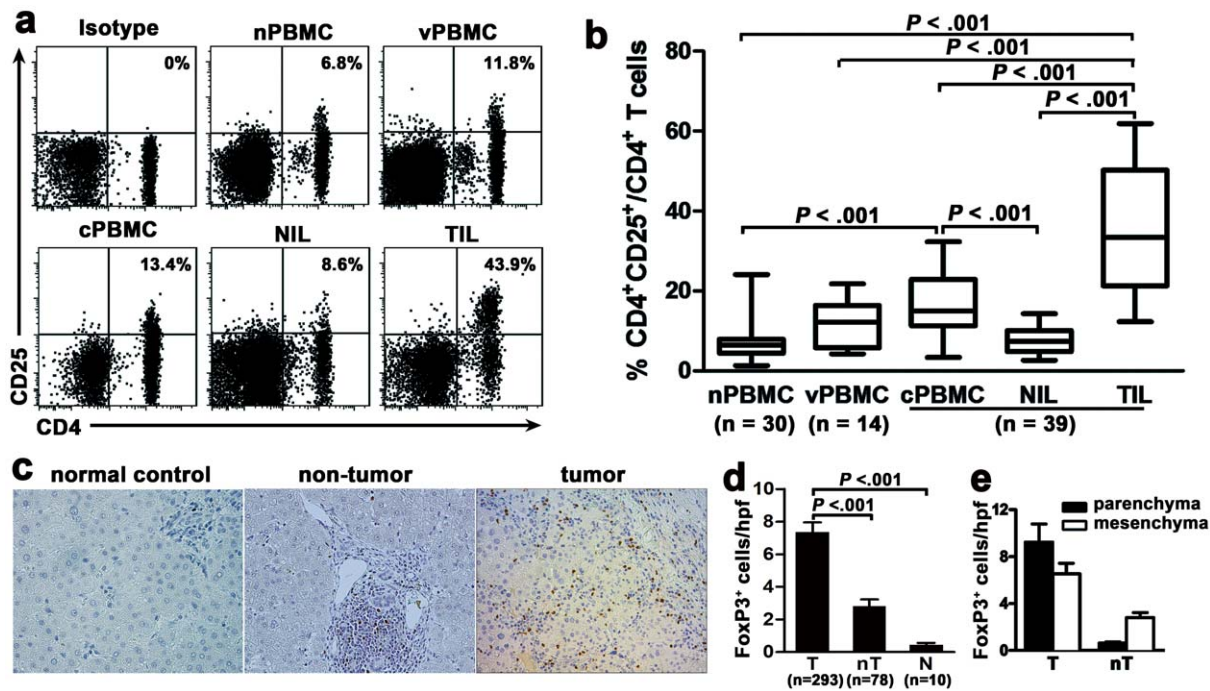 a
Isotype
nPBMC
vPBMC
0%
6.8%
11.8%
cPBMC
NIL
TIL
13.4%
8.6%
43.9%
CD25
CD4
b
% CD4⁺CD25⁺/CD4⁺ T cells
80
60
40
20
0
P < .001
P < .001
P < .001
P < .001
P < .001
P < .001
nPBMC vPBMC cPBMC NIL TIL
(n = 30) (n = 14) (n = 39)
c
normal control
non-tumor
tumor
d
FoxP3⁺ cells/hpf
10
8
6
4
2
0
P < .001
P <.001
T nT N
(n=293) (n=78) (n=10)
e
FoxP3⁺ cells/hpf
12
8
4
0
parenchyma
mesenchyma
T nT